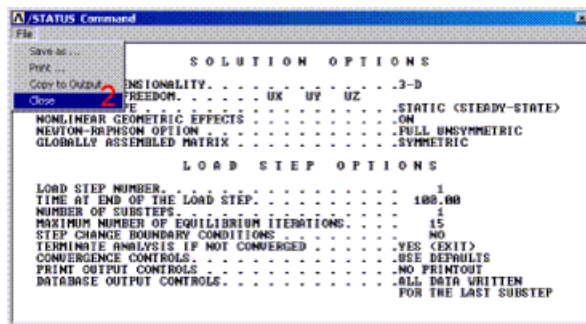 /STATUS Command
File
Save as ...
Print ...
Copy to Output
Close
2
S O L U T I O N   O P T I O N S
NSIONALITY. . . . . . . . . . . . .3-D
FREEDOM. . . . . . UX   UY   UZ
PE . . . . . . . . . . . . . . .STATIC (STEADY-STATE)
NONLINEAR GEOMETRIC EFFECTS . . . . . . . . . .ON
NEWTON-RAPHSON OPTION . . . . . . . . . . . . .FULL UNSYMMETRIC
GLOBALLY ASSEMBLED MATRIX . . . . . . . . . . .SYMMETRIC
L O A D   S T E P   O P T I O N S
LOAD STEP NUMBER. . . . . . . . . . . . . . . . 1
TIME AT END OF THE LOAD STEP. . . . . . . . . . 100.00
NUMBER OF SUBSTEPS. . . . . . . . . . . . . . . 1
MAXIMUM NUMBER OF EQUILIBRIUM ITERATIONS. . . . 15
STEP CHANGE BOUNDARY CONDITIONS . . . . . . . . NO
TERMINATE ANALYSIS IF NOT CONVERGED . . . . . .YES (EXIT)
CONVERGENCE CONTROLS. . . . . . . . . . . . . .USE DEFAULTS
PRINT OUTPUT CONTROLS . . . . . . . . . . . . .NO PRINTOUT
DATABASE OUTPUT CONTROLS. . . . . . . . . . . .ALL DATA WRITTEN
FOR THE LAST SUBSTEP